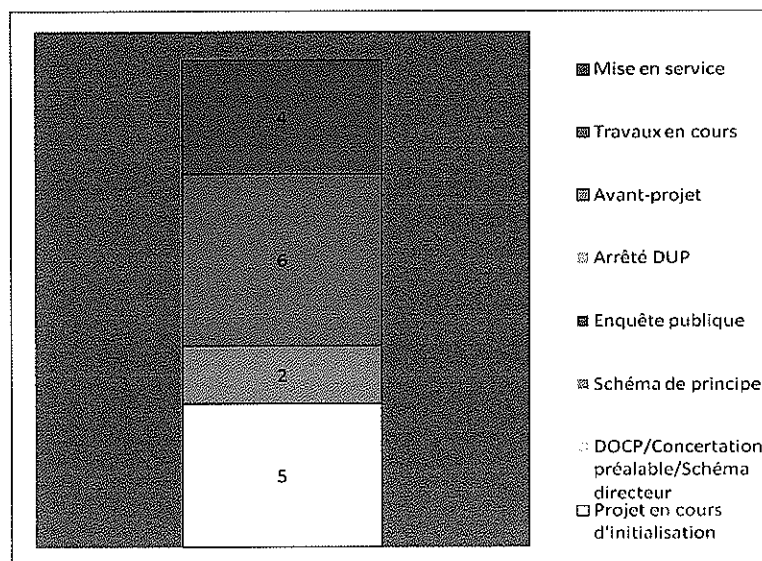 4
6
2
5
Mise en service
Travaux en cours
Avant-projet
Arrêté DUP
Enquête publique
Schéma de principe
DOCP/Concertation
préalable/Schéma
directeur
Projet en cours
d'initialisation